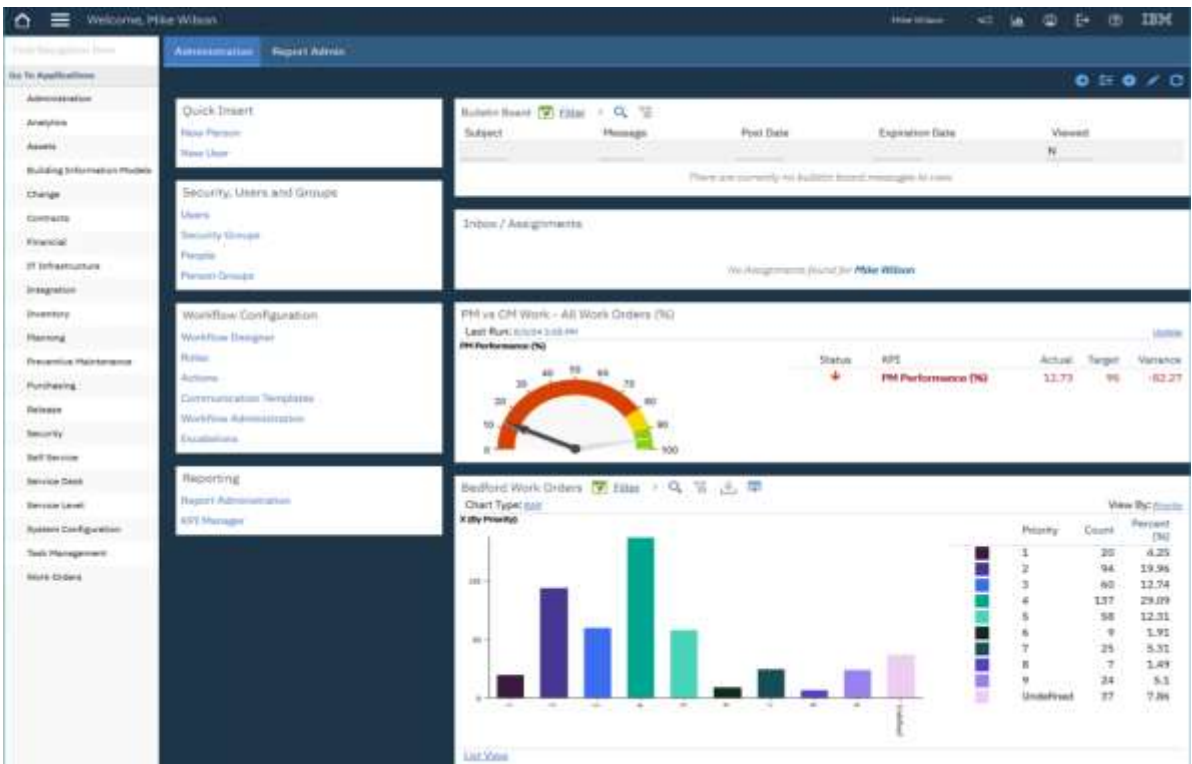 Welcome, Mike Wilson
Mike Wilson
IBM
Go To Applications
Administration
Analytics
Assets
Building Information Models
Change
Contracts
Financial
IT Infrastructure
Integration
Inventory
Planning
Preventive Maintenance
Purchasing
Release
Security
Self Service
Service Desk
Service Level
System Configuration
Task Management
Work Orders
Administration Report Admin
Quick Insert
New Person
New User
Security, Users and Groups
Users
Security Groups
People
Person Groups
Workflow Configuration
Workflow Designer
Roles
Actions
Communication Templates
Workflow Administration
Escalations
Reporting
Report Administration
KPI Manager
Bulletin Board Filter
Subject Message Post Date Expiration Date Viewed
N
There are currently no bulletin board messages to view.
Inbox / Assignments
No Assignments found for Mike Wilson
PM vs CM Work - All Work Orders (%)
Last Run:
Update
PM Performance (%)
Status KPI Actual Target Variance
PM Performance (%) 12.73 95 -82.27
0 10 20 30 40 50 60 70 80 90 100
Bedford Work Orders Filter
Chart Type: Edit
View By: Priority
X (By Priority)
Priority Count Percent (%)
1 20 4.25
2 94 19.96
3 60 12.74
4 137 29.09
5 58 12.31
6 9 1.91
7 25 5.31
8 7 1.49
9 24 5.1
Undefined 37 7.86
List View